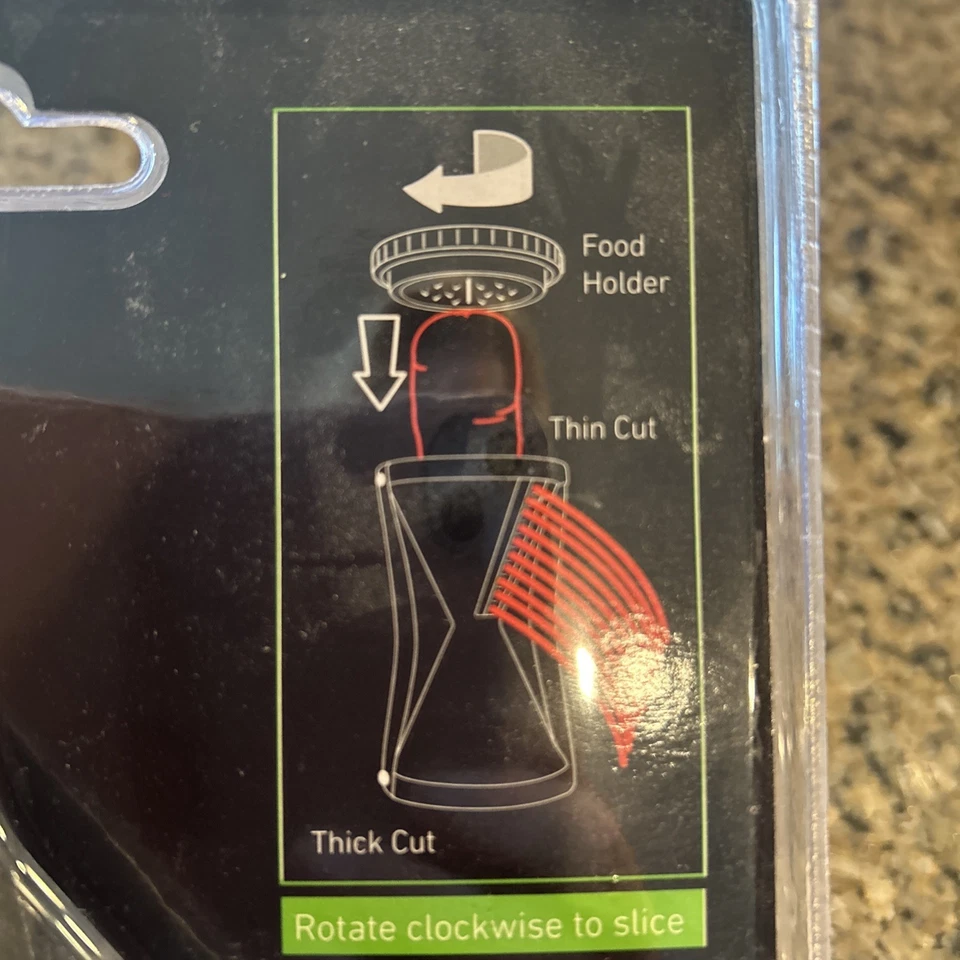 Food
Holder
Thin Cut
Thick Cut
Rotate clockwise to slice